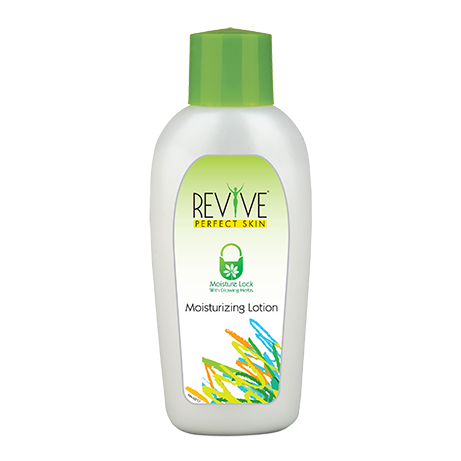 REVIVE
PERFECT SKIN
Moisture Lock
With Glowing Herbs
Moisturizing Lotion